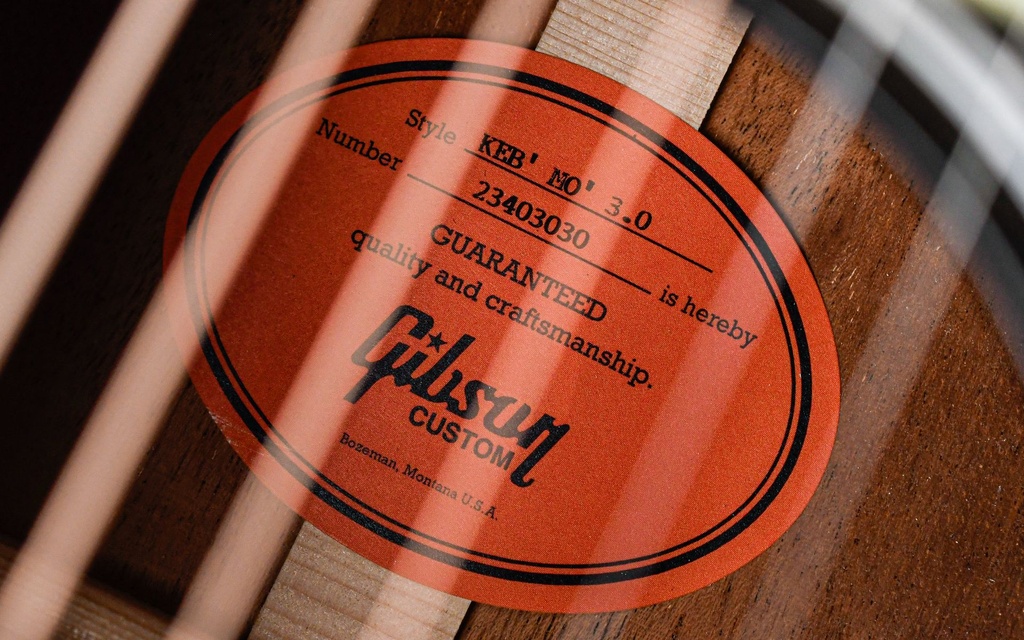 Style KEB' MO' 3.0
Number 23403030 is hereby
GUARANTEED
quality and craftsmanship.
Gibson
CUSTOM
Bozeman, Montana U.S.A.